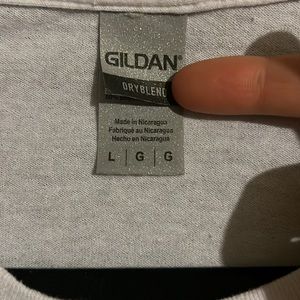 GILDAN®
DRYBLEND
Made in Nicaragua
Fabriqué au Nicaragua
Hecho en Nicaragua
L | G | G